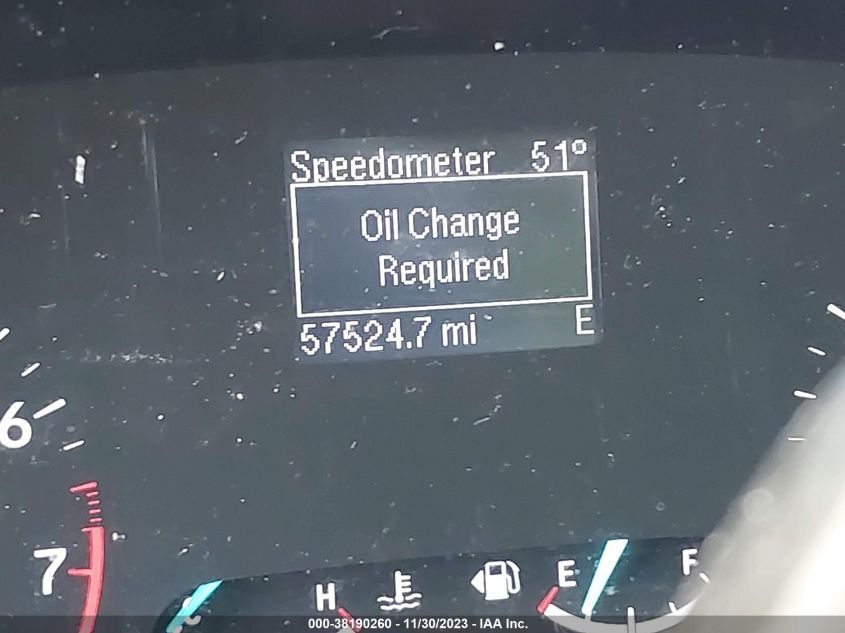 Speedometer 51°
Oil Change
Required
57524.7 mi E
6
7
H E F
000-38190260 - 11/30/2023 - IAA Inc.